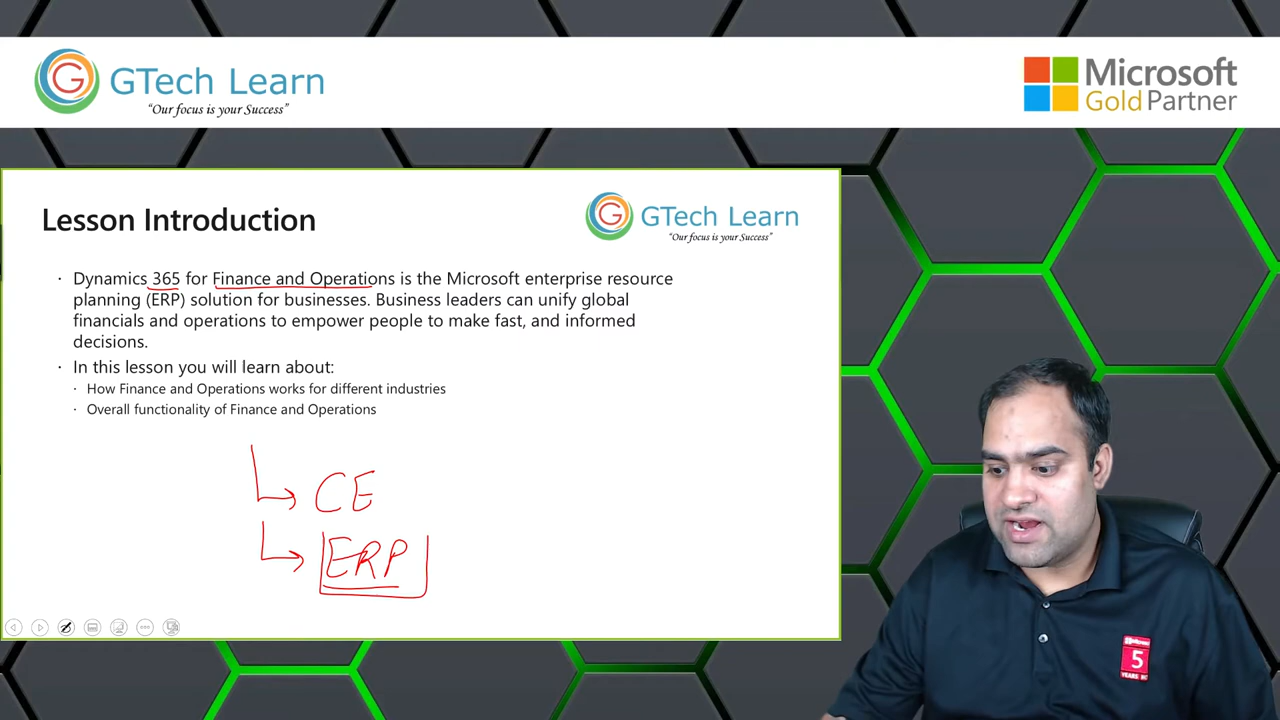 GTech Learn
"Our focus is your Success"
Microsoft
Gold Partner
Lesson Introduction
GTech Learn
"Our focus is your Success"
· Dynamics 365 for Finance and Operations is the Microsoft enterprise resource
planning (ERP) solution for businesses. Business leaders can unify global
financials and operations to empower people to make fast, and informed
decisions.
· In this lesson you will learn about:
· How Finance and Operations works for different industries
· Overall functionality of Finance and Operations
CE
ERP
5
YEARS